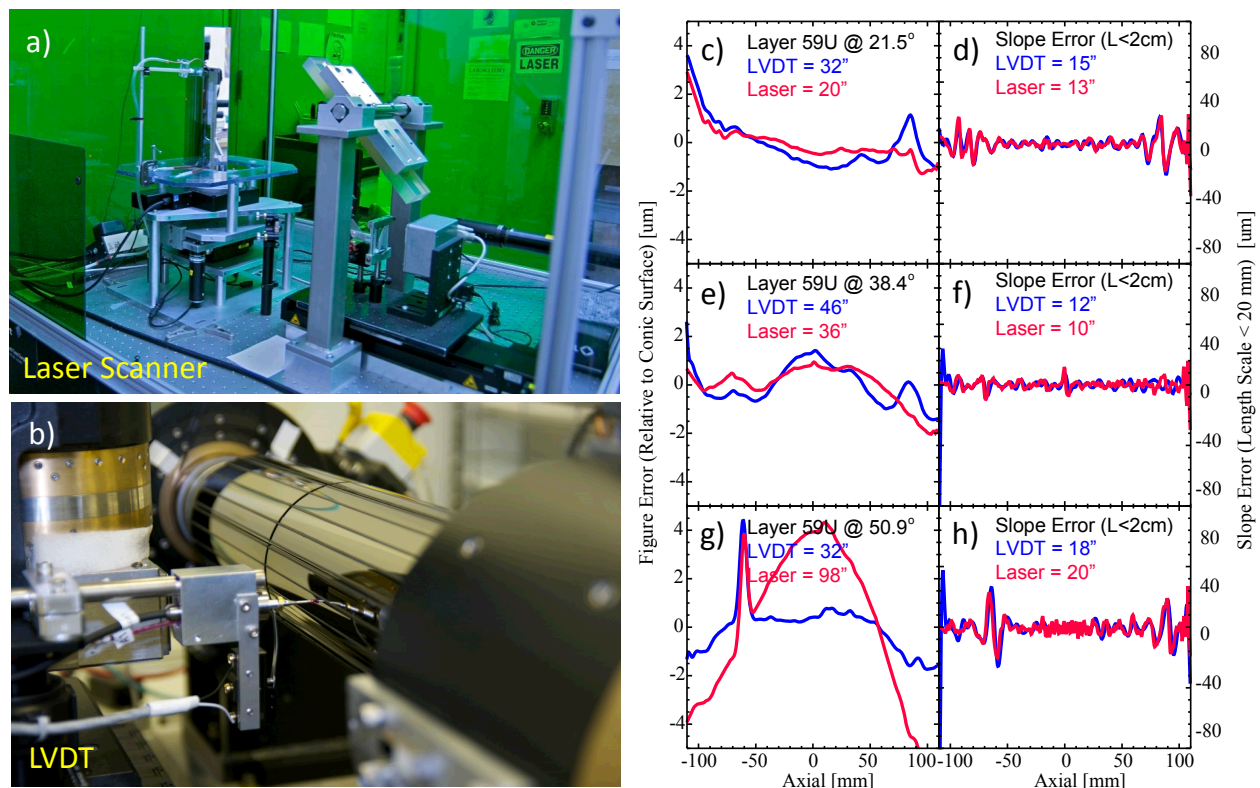 a)
DANGER
LASER
Laser Scanner
b)
LVDT
Figure Error (Relative to Conic Surface) [um]
c)
Layer 59U @ 21.5°
LVDT = 32”
Laser = 20”
4
2
0
-2
-4
d)
Slope Error (L<2cm)
LVDT = 15”
Laser = 13”
80
40
0
-40
-80
e)
Layer 59U @ 38.4°
LVDT = 46”
Laser = 36”
4
2
0
-2
-4
f)
Slope Error (L<2cm)
LVDT = 12”
Laser = 10”
80
40
0
-40
-80
g)
Layer 59U @ 50.9°
LVDT = 32”
Laser = 98”
4
2
0
-2
-4
h)
Slope Error (L<2cm)
LVDT = 18”
Laser = 20”
80
40
0
-40
-80
-100 -50 0 50 100
Axial [mm]
-100 -50 0 50 100
Axial [mm]
Slope Error (Length Scale < 20 mm) [um]